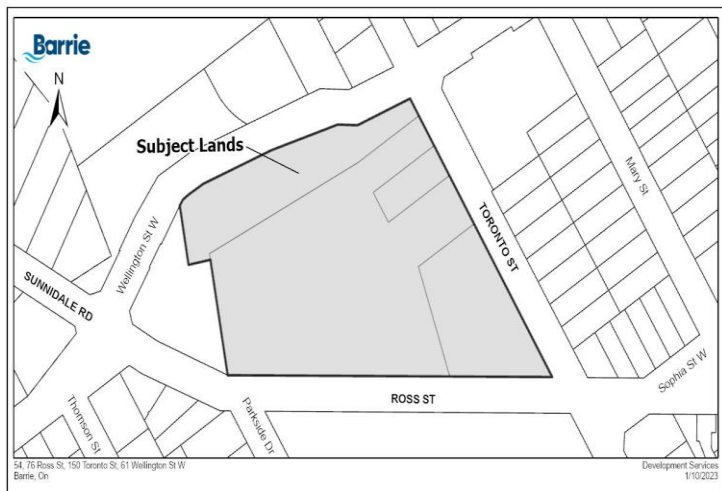 Barrie
N
Subject Lands
Mary St
TORONTO ST
Wellington St W
SUNNIDALE RD
Sophia St W
ROSS ST
Thomson St
Parkside Dr
54, 76 Ross St, 150 Toronto St, 61 Wellington St W
Barrie, On
Development Services
1/10/2023